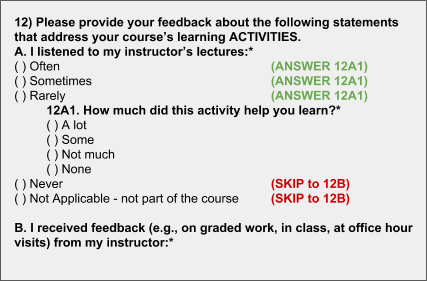 12) Please provide your feedback about the following statements
that address your course's learning ACTIVITIES.
A. I listened to my instructor's lectures:*
( ) Often (ANSWER 12A1)
( ) Sometimes (ANSWER 12A1)
( ) Rarely (ANSWER 12A1)
12A1. How much did this activity help you learn?*
( ) A lot
( ) Some
( ) Not much
( ) None
( ) Never (SKIP to 12B)
( ) Not Applicable - not part of the course (SKIP to 12B)
B. I received feedback (e.g., on graded work, in class, at office hour
visits) from my instructor:*